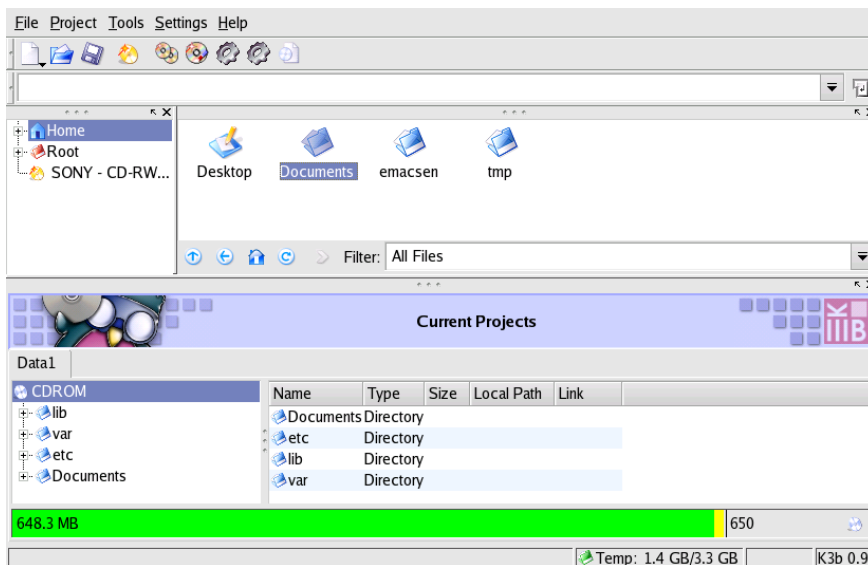 File Project Tools Settings Help
Home
Root
SONY - CD-RW...
Desktop Documents emacsen tmp
Filter: All Files
Current Projects
K3B
Data1
CDROM
lib
var
etc
Documents
Name Type Size Local Path Link
Documents Directory
etc Directory
lib Directory
var Directory
648.3 MB 650
Temp: 1.4 GB/3.3 GB K3b 0.9